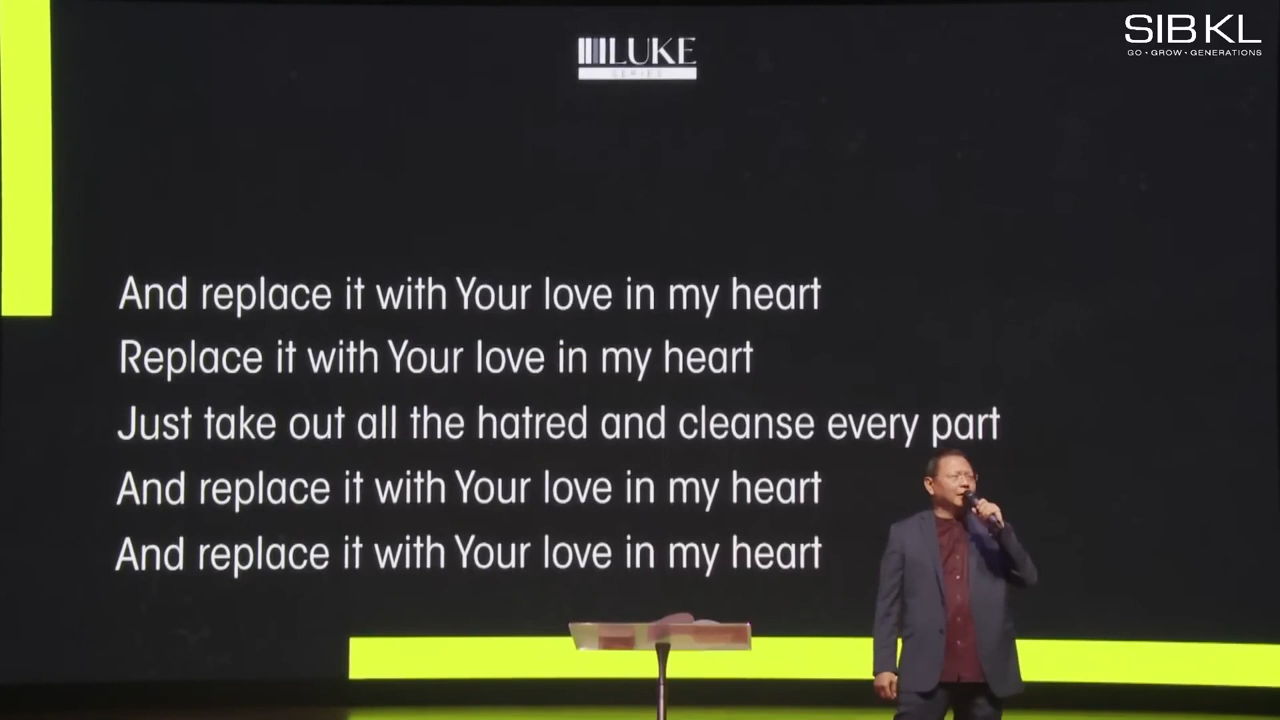 LUKE
SERIES
SIBKL
GO • GROW • GENERATIONS
And replace it with Your love in my heart
Replace it with Your love in my heart
Just take out all the hatred and cleanse every part
And replace it with Your love in my heart
And replace it with Your love in my heart